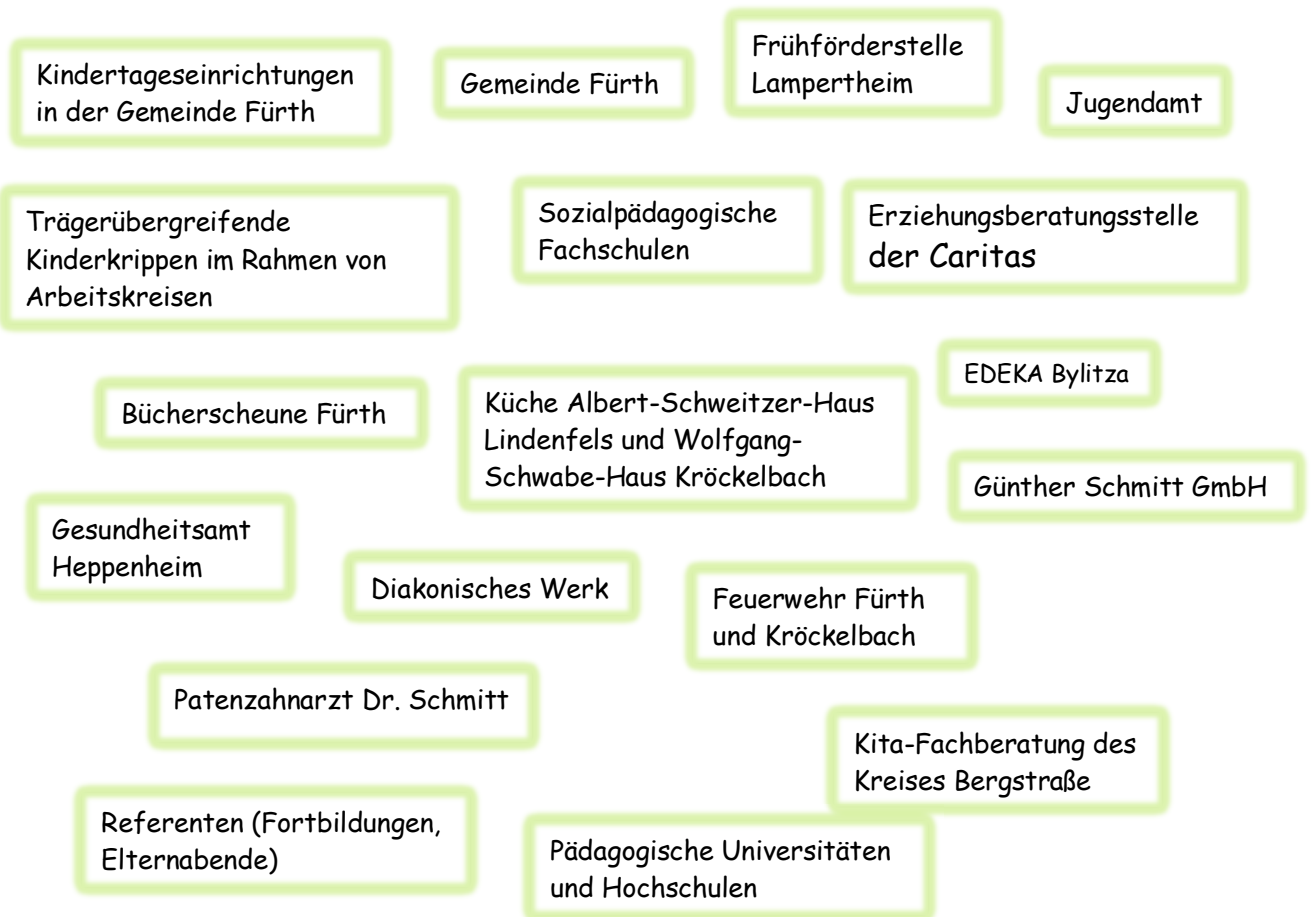 Kindertageseinrichtungen
in der Gemeinde Fürth
Gemeinde Fürth
Frühförderstelle
Lampertheim
Jugendamt
Trägerübergreifende
Kinderkrippen im Rahmen von
Arbeitskreisen
Sozialpädagogische
Fachschulen
Erziehungsberatungsstelle
der Caritas
Bücherscheune Fürth
Küche Albert-Schweitzer-Haus
Lindenfels und Wolfgang-
Schwabe-Haus Kröckelbach
EDEKA Bylitza
Günther Schmitt GmbH
Gesundheitsamt
Heppenheim
Diakonisches Werk
Feuerwehr Fürth
und Kröckelbach
Patenzahnarzt Dr. Schmitt
Kita-Fachberatung des
Kreises Bergstraße
Referenten (Fortbildungen,
Elternabende)
Pädagogische Universitäten
und Hochschulen